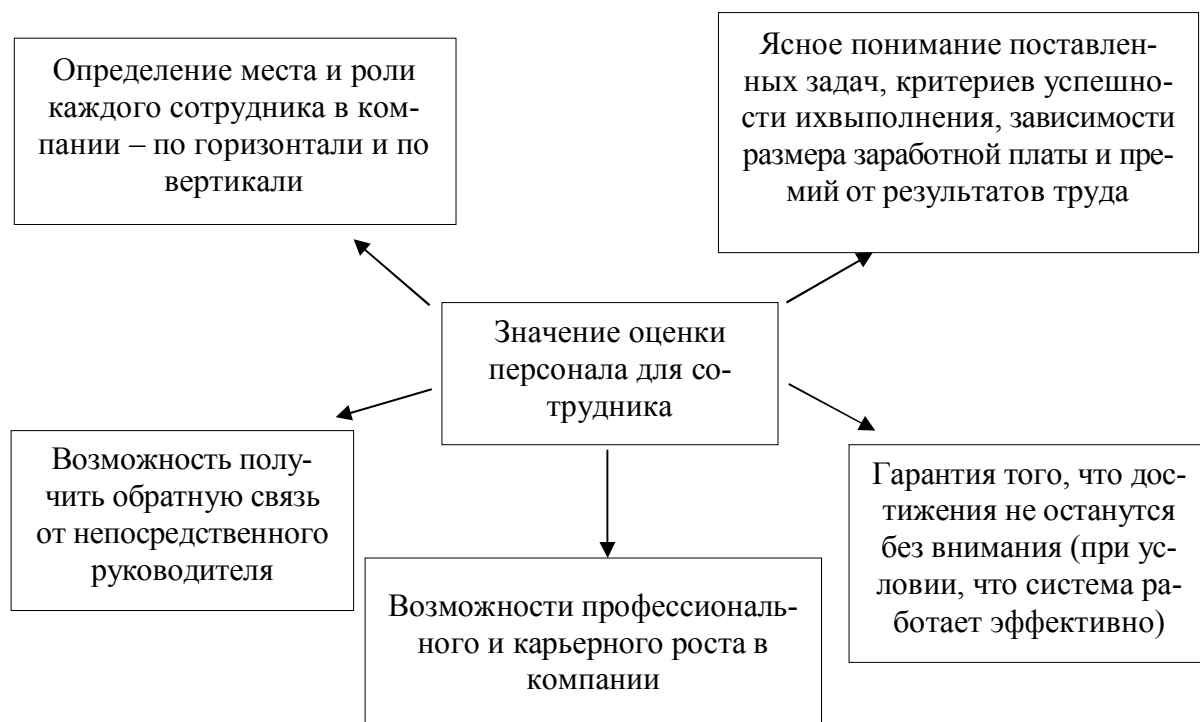 Определение места и роли
каждого сотрудника в ком-
пании – по горизонтали и по
вертикали
Ясное понимание поставлен-
ных задач, критериев успешно-
сти ихвыполнения, зависимости
размера заработной платы и пре-
мий от результатов труда
Значение оценки
персонала для со-
трудника
Возможность полу-
чить обратную связь
от непосредственного
руководителя
Возможности профессиональ-
ного и карьерного роста в
компании
Гарантия того, что дос-
тижения не останутся
без внимания (при ус-
ловии, что система ра-
ботает эффективно)